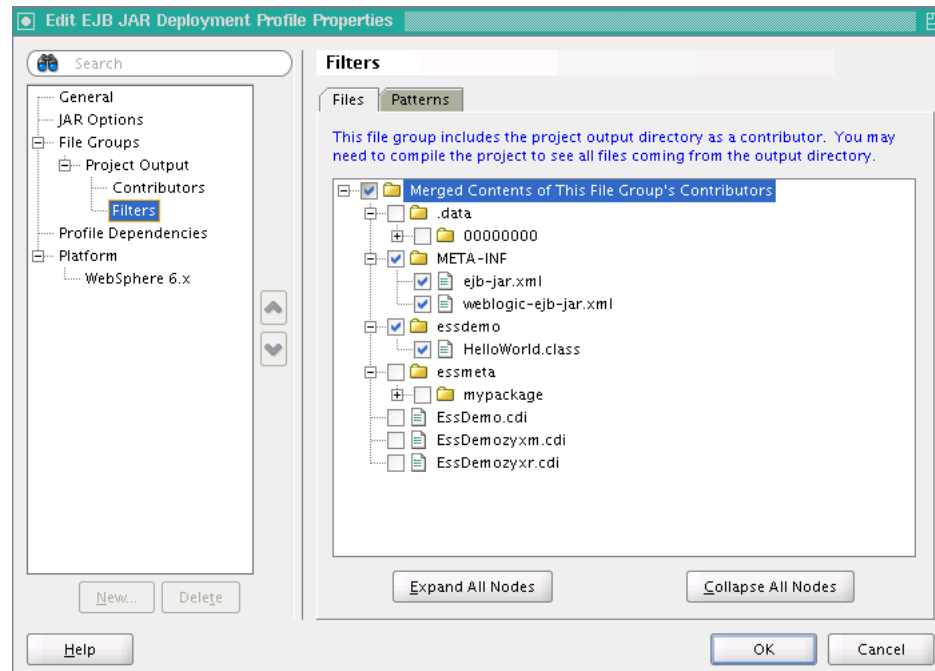 Edit EJB JAR Deployment Profile Properties
Search
General
JAR Options
File Groups
Project Output
Contributors
Filters
Profile Dependencies
Platform
WebSphere 6.x
New...
Delete
Filters
Files
Patterns
This file group includes the project output directory as a contributor. You may
need to compile the project to see all files coming from the output directory.
Merged Contents of This File Group's Contributors
.data
00000000
META-INF
ejb-jar.xml
weblogic-ejb-jar.xml
essdemo
HelloWorld.class
essmeta
mypackage
EssDemo.cdi
EssDemozyxm.cdi
EssDemozyxr.cdi
Expand All Nodes
Collapse All Nodes
Help
OK
Cancel